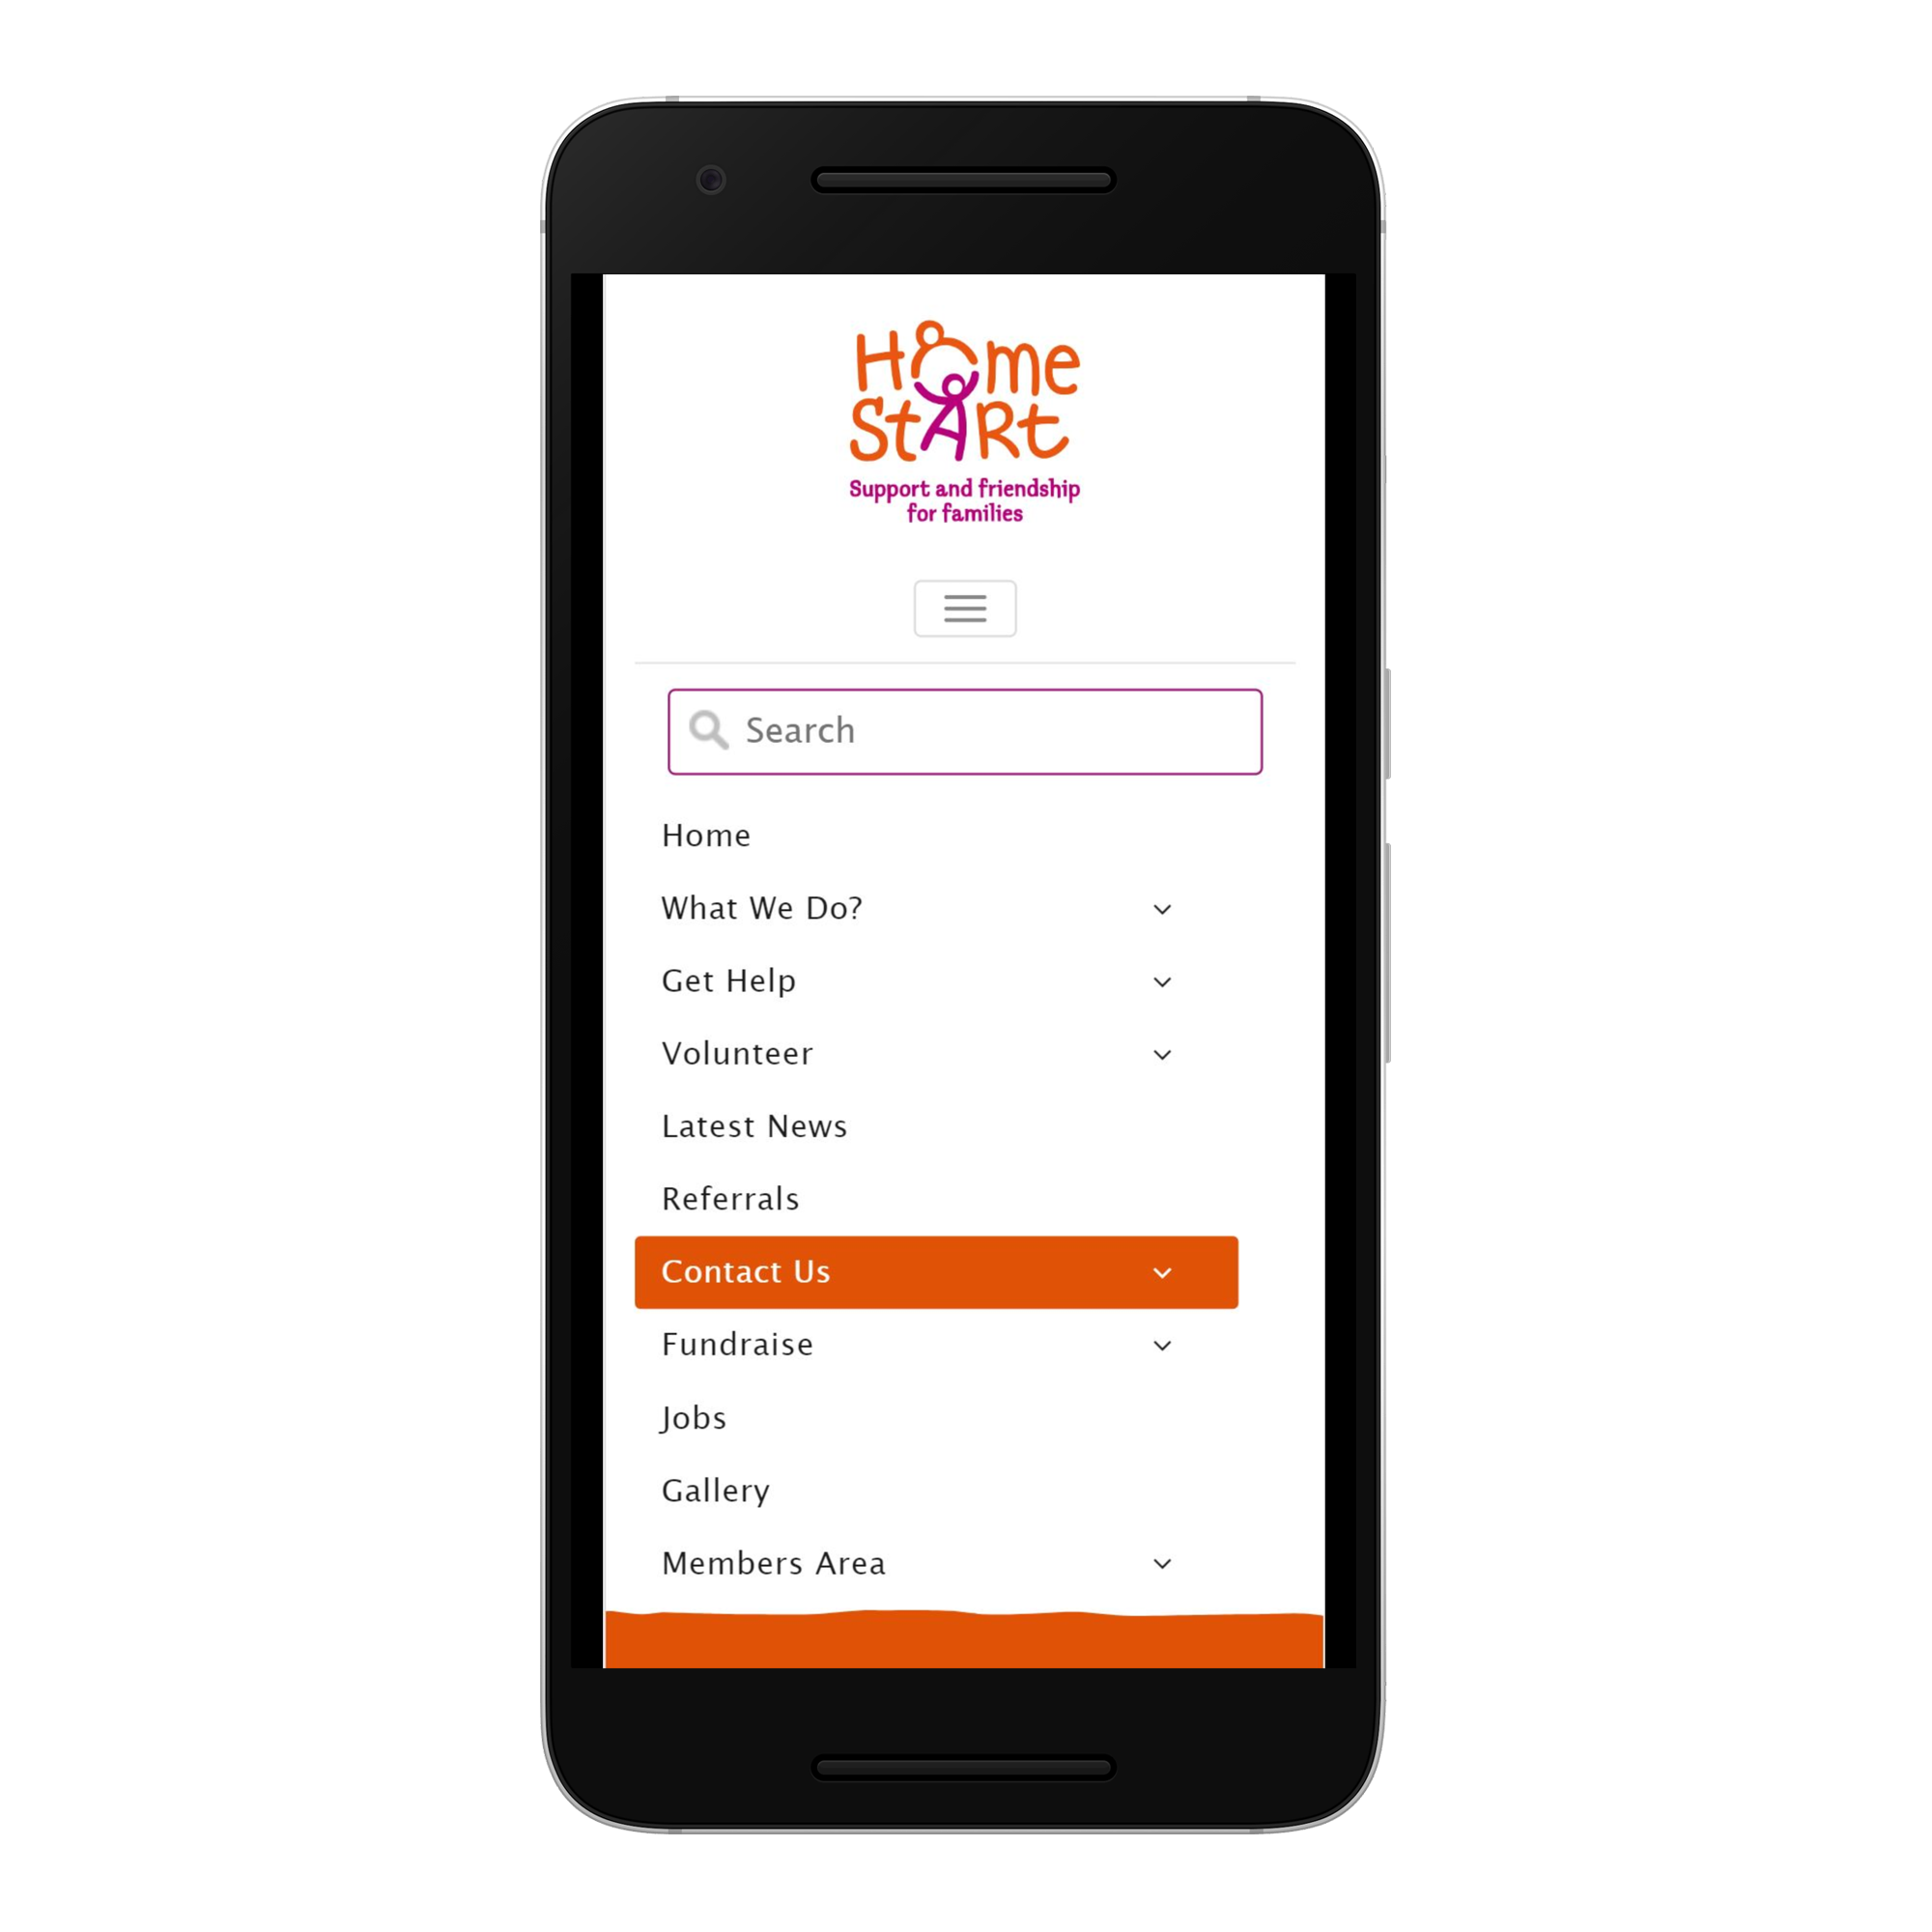 Home
Start
Support and friendship
for families
Search
Home
What We Do?
Get Help
Volunteer
Latest News
Referrals
Contact Us
Fundraise
Jobs
Gallery
Members Area